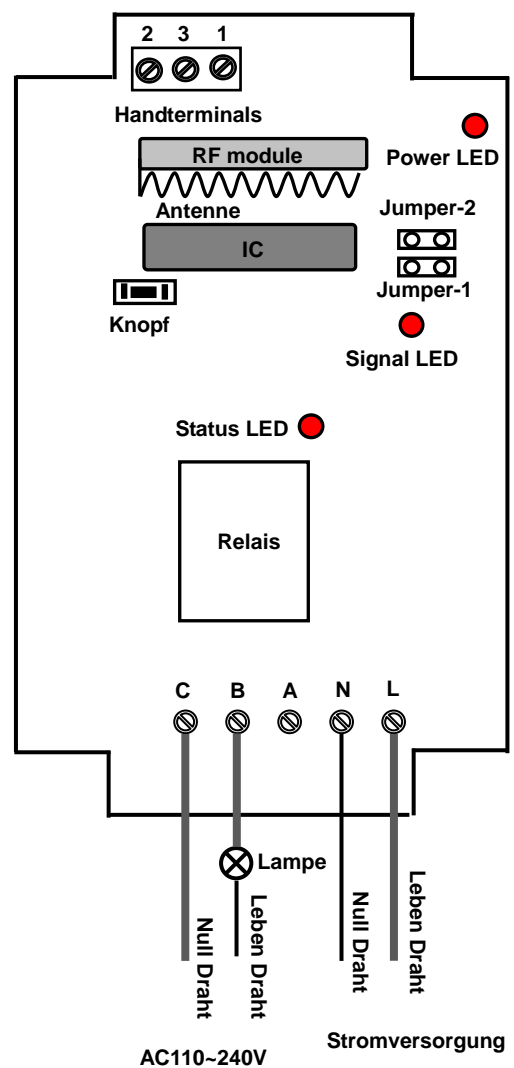 2 3 1
Handterminals
RF module
Power LED
Antenne
Jumper-2
IC
Jumper-1
Knopf
Signal LED
Status LED
Relais
C B A N L
Lampe
Null Draht
Leben Draht
Null Draht
Leben Draht
Stromversorgung
AC110~240V